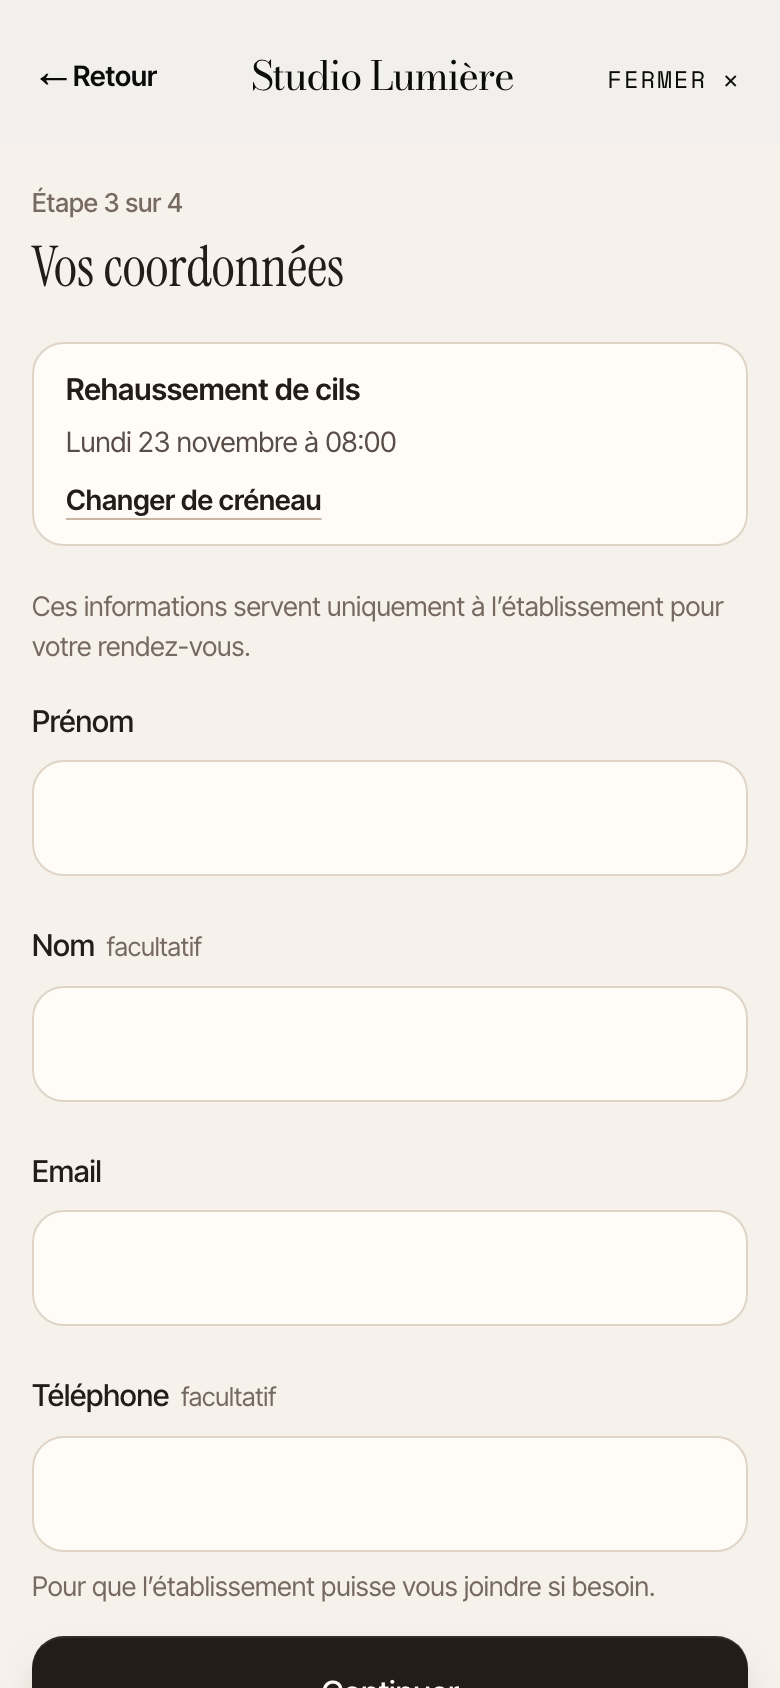 ← Retour
Studio Lumière
FERMER ×
Étape 3 sur 4
Vos coordonnées
Rehaussement de cils
Lundi 23 novembre à 08:00
Changer de créneau
Ces informations servent uniquement à l’établissement pour
votre rendez-vous.
Prénom
Nom facultatif
Email
Téléphone facultatif
Pour que l’établissement puisse vous joindre si besoin.
Continuer